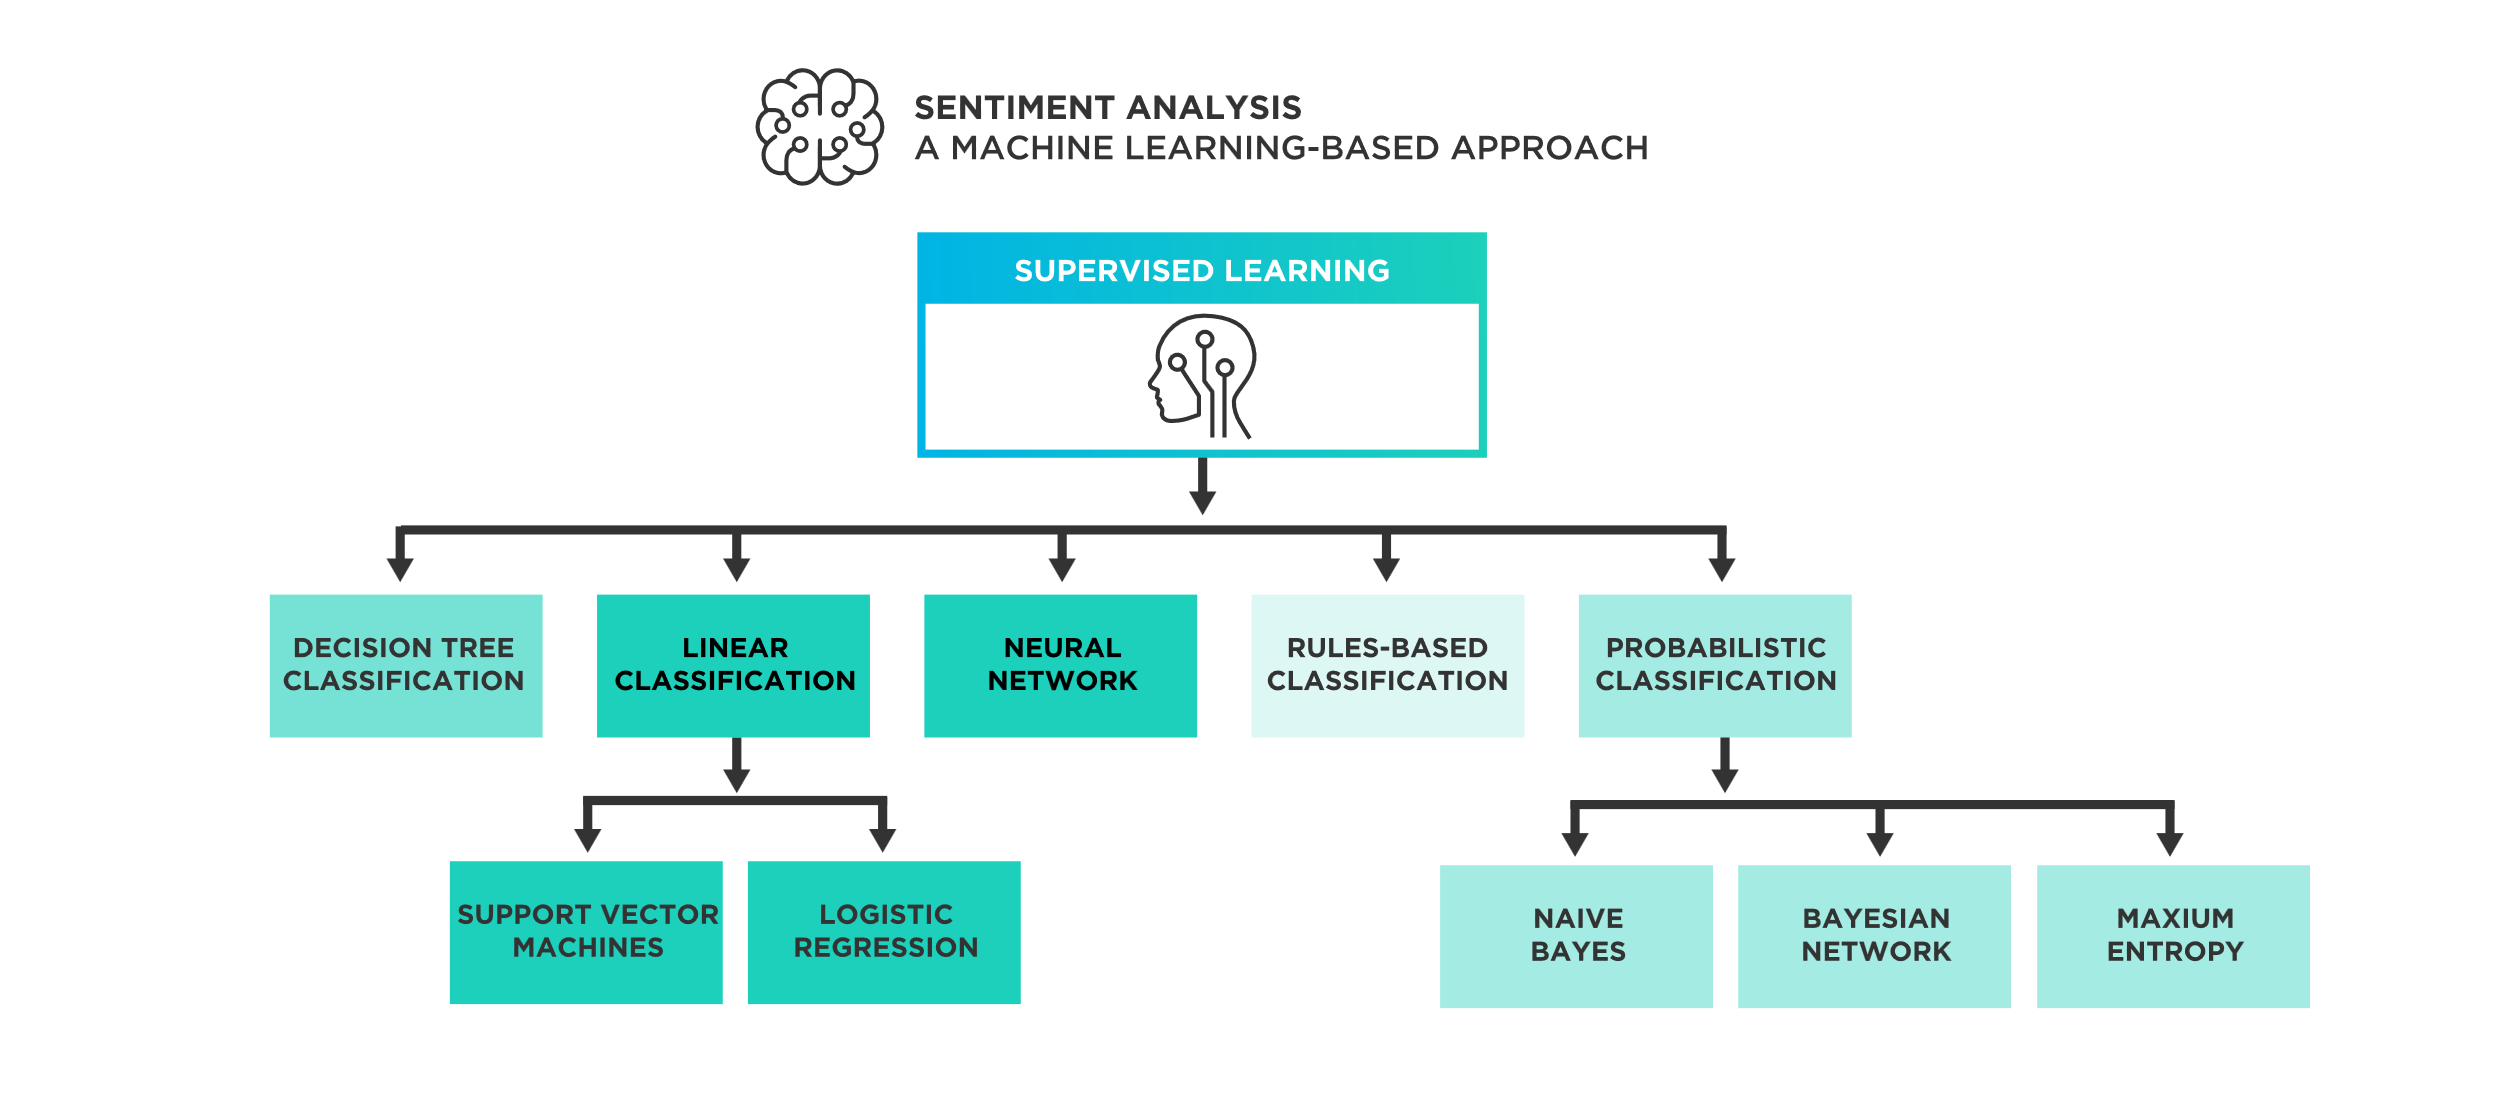 SENTIMENT ANALYSIS
A MACHINE LEARNING-BASED APPROACH
SUPERVISED LEARNING
DECISION TREE
CLASSIFICATION
LINEAR
CLASSIFICATION
NEURAL
NETWORK
RULES-BASED
CLASSIFICATION
PROBABILISTIC
CLASSIFICATION
SUPPORT VECTOR
MACHINES
LOGISTIC
REGRESSION
NAIVE
BAYES
BAYESIAN
NETWORK
MAXIUM
ENTROPY